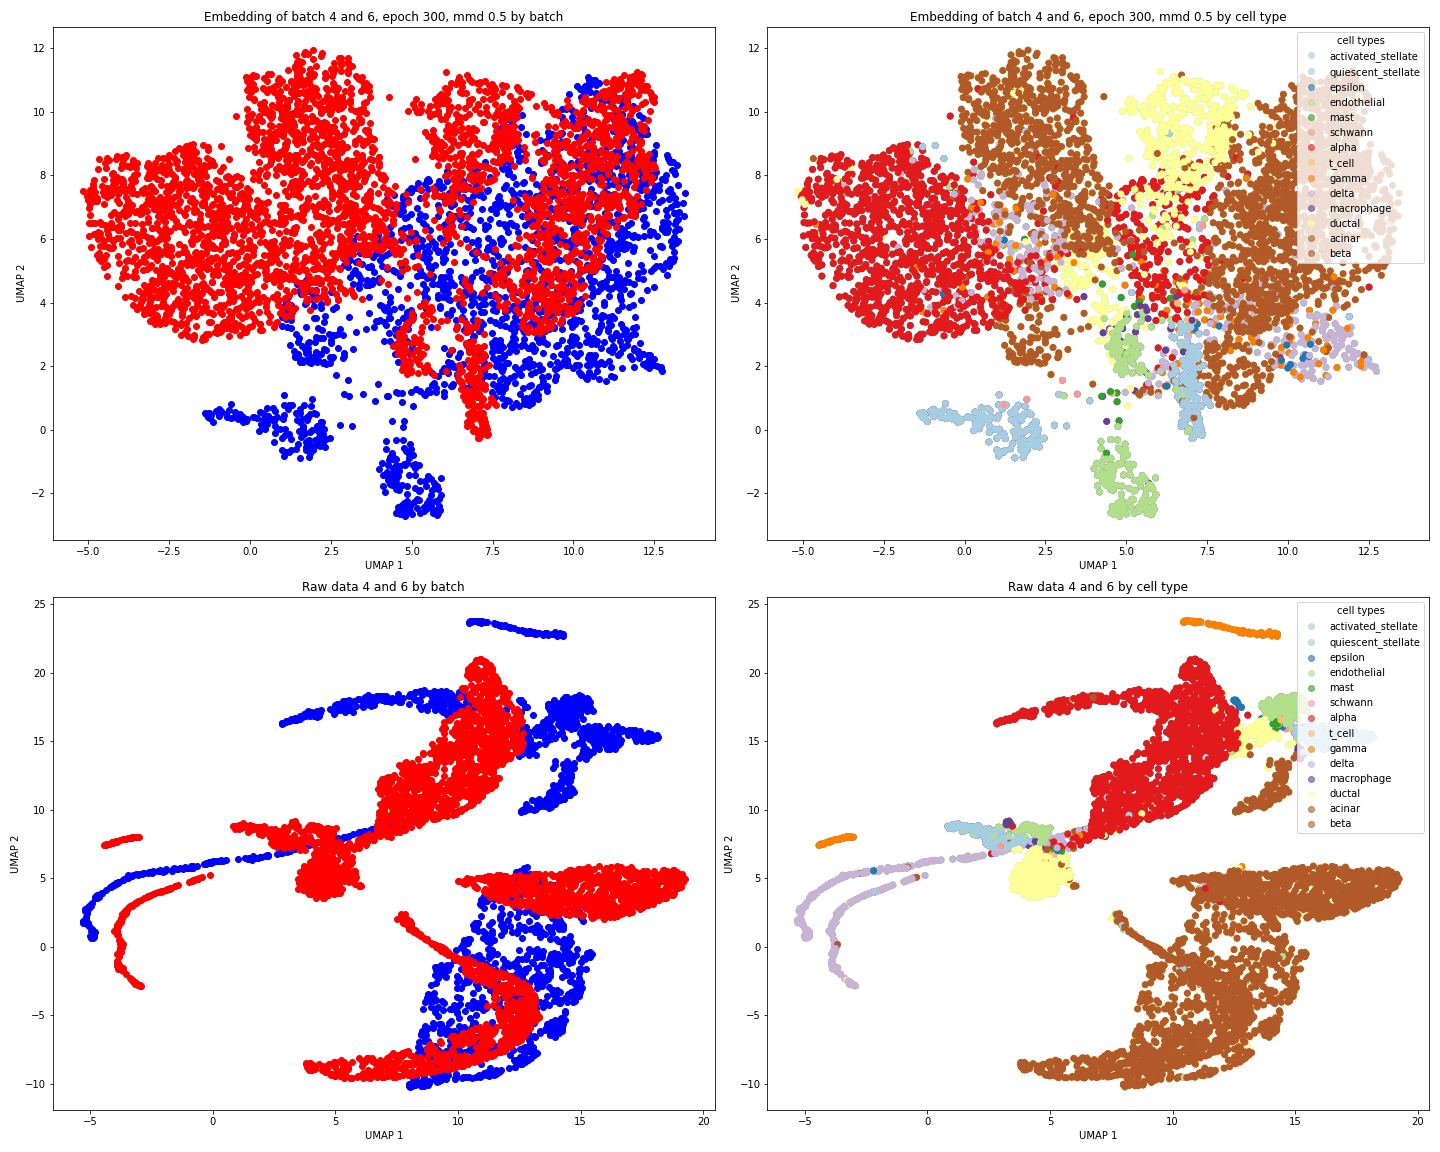 Embedding of batch 4 and 6, epoch 300, mmd 0.5 by batch
12
10
8
6
4
2
0
−2
UMAP 2
−5.0
−2.5
0.0
2.5
5.0
7.5
10.0
12.5
UMAP 1
Embedding of batch 4 and 6, epoch 300, mmd 0.5 by cell type
12
10
8
6
4
2
0
−2
UMAP 2
−5.0
−2.5
0.0
2.5
5.0
7.5
10.0
12.5
UMAP 1
cell types
activated_stellate
quiescent_stellate
epsilon
endothelial
mast
schwann
alpha
t_cell
gamma
delta
macrophage
ductal
acinar
beta
Raw data 4 and 6 by batch
25
20
15
10
5
0
−5
−10
UMAP 2
−5
0
5
10
15
20
UMAP 1
Raw data 4 and 6 by cell type
25
20
15
10
5
0
−5
−10
UMAP 2
−5
0
5
10
15
20
UMAP 1
cell types
activated_stellate
quiescent_stellate
epsilon
endothelial
mast
schwann
alpha
t_cell
gamma
delta
macrophage
ductal
acinar
beta